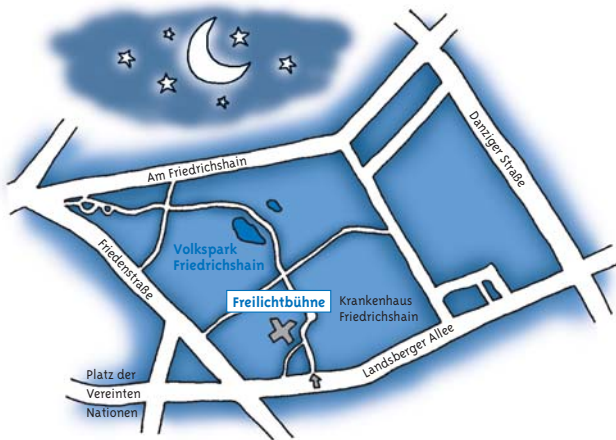 Am Friedrichshain
Danziger Straße
Volkspark
Friedrichshain
Friedenstraße
Freilichtbühne
Krankenhaus
Friedrichshain
Landsberger Allee
Platz der
Vereinten
Nationen